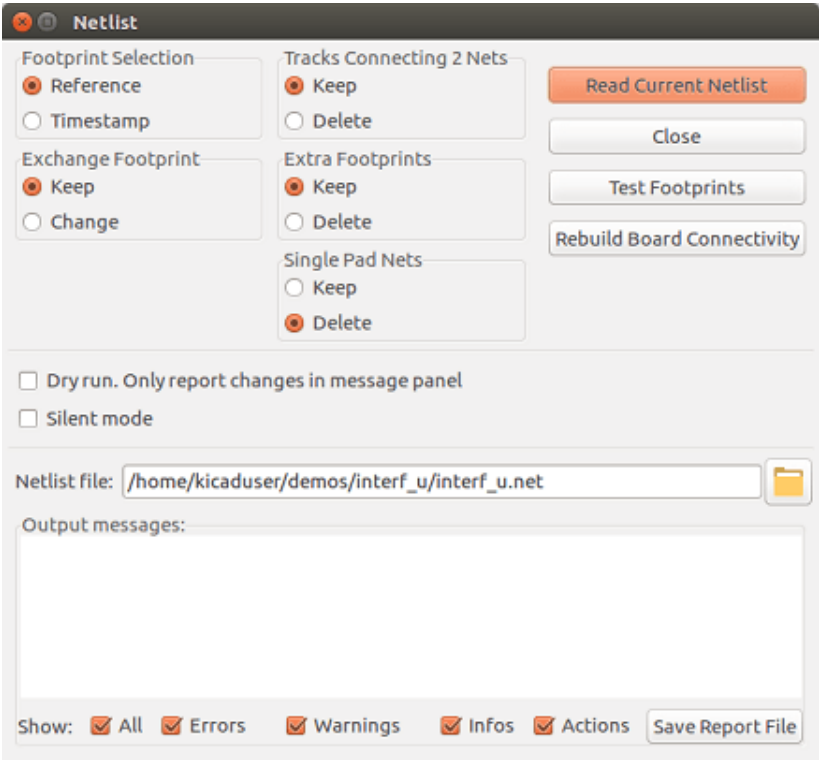 Netlist
Footprint Selection
Reference
Timestamp
Exchange Footprint
Keep
Change
Tracks Connecting 2 Nets
Keep
Delete
Extra Footprints
Keep
Delete
Single Pad Nets
Keep
Delete
Read Current Netlist
Close
Test Footprints
Rebuild Board Connectivity
Dry run. Only report changes in message panel
Silent mode
Netlist file: /home/kicaduser/demos/interf_u/interf_u.net
Output messages:
Show: All Errors Warnings Infos Actions Save Report File